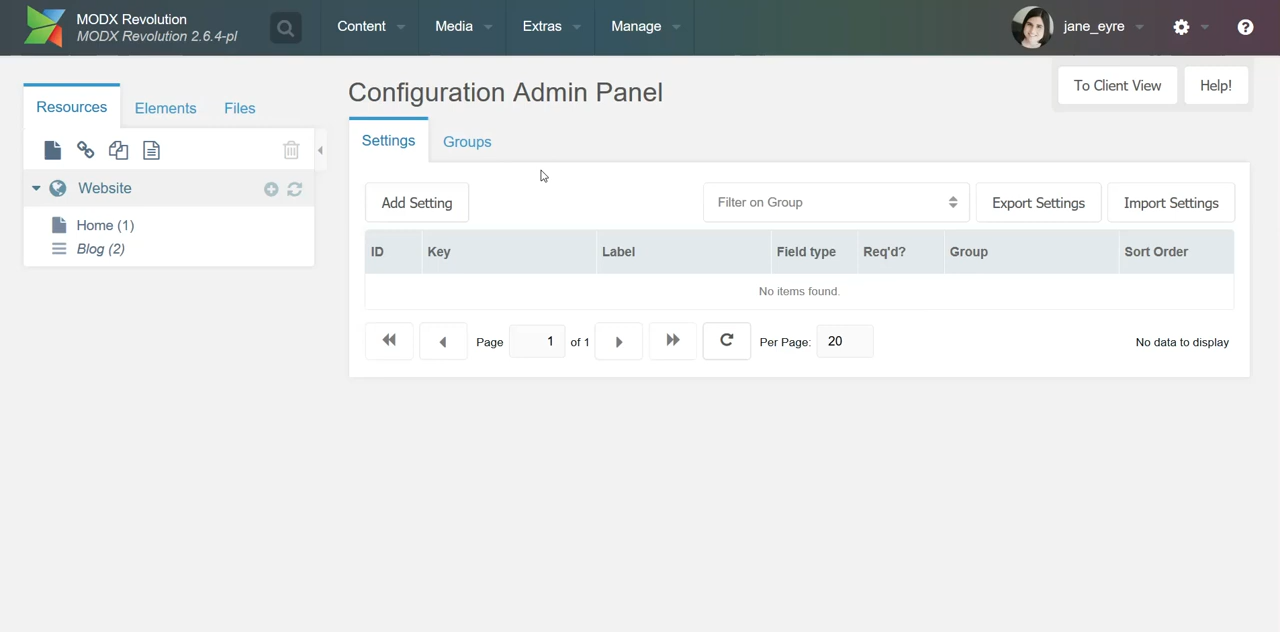 MODX Revolution
MODX Revolution 2.6.4-pl
Content
Media
Extras
Manage
jane_eyre
Resources
Elements
Files
Website
Home (1)
Blog (2)
Configuration Admin Panel
To Client View
Help!
Settings
Groups
Add Setting
Filter on Group
Export Settings
Import Settings
ID
Key
Label
Field type
Req'd?
Group
Sort Order
No items found.
Page 1 of 1
Per Page: 20
No data to display